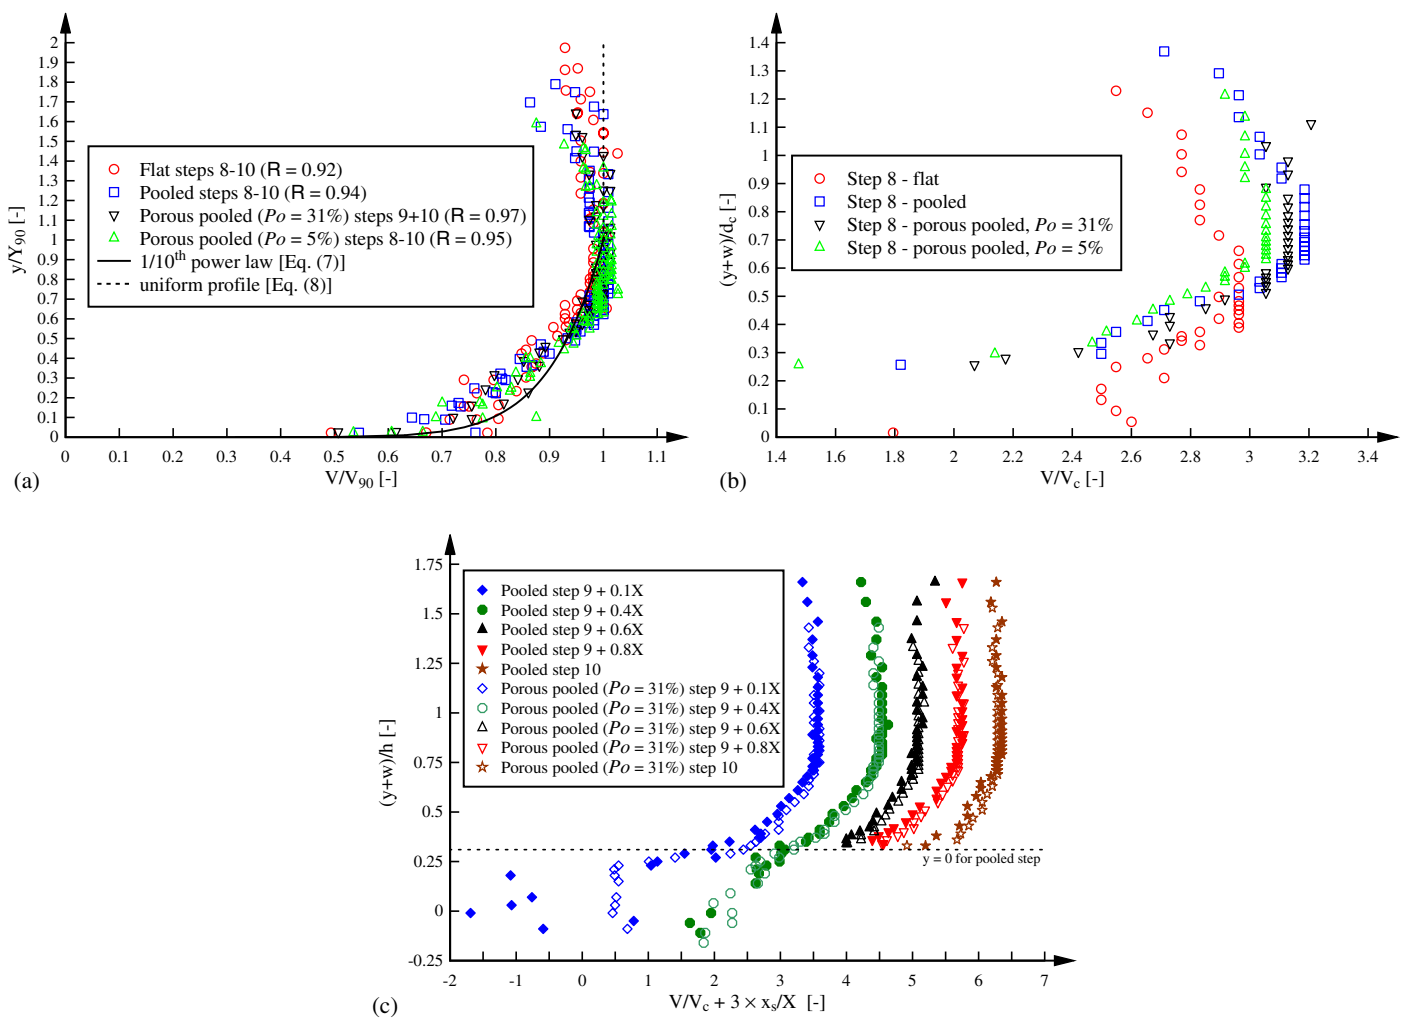 2
1.9
1.8
1.7
1.6
1.5
1.4
1.3
1.2
1.1
1
0.9
0.8
0.7
0.6
0.5
0.4
0.3
0.2
0.1
0
y/Y90 [-]
Flat steps 8-10 (R = 0.92)
Pooled steps 8-10 (R = 0.94)
Porous pooled (Po = 31%) steps 9+10 (R = 0.97)
Porous pooled (Po = 5%) steps 8-10 (R = 0.95)
1/10th power law [Eq. (7)]
uniform profile [Eq. (8)]
0 0.1 0.2 0.3 0.4 0.5 0.6 0.7 0.8 0.9 1 1.1
V/V90 [-]
(a)
1.4
1.3
1.2
1.1
1
0.9
0.8
0.7
0.6
0.5
0.4
0.3
0.2
0.1
0
(y+w)/dc [-]
Step 8 - flat
Step 8 - pooled
Step 8 - porous pooled, Po = 31%
Step 8 - porous pooled, Po = 5%
1.4 1.6 1.8 2 2.2 2.4 2.6 2.8 3 3.2 3.4
V/Vc [-]
(b)
1.75
1.5
1.25
1
0.75
0.5
0.25
0
-0.25
(y+w)/h [-]
Pooled step 9 + 0.1X
Pooled step 9 + 0.4X
Pooled step 9 + 0.6X
Pooled step 9 + 0.8X
Pooled step 10
Porous pooled (Po = 31%) step 9 + 0.1X
Porous pooled (Po = 31%) step 9 + 0.4X
Porous pooled (Po = 31%) step 9 + 0.6X
Porous pooled (Po = 31%) step 9 + 0.8X
Porous pooled (Po = 31%) step 10
y = 0 for pooled step
-2 -1 0 1 2 3 4 5 6 7
V/Vc + 3 × xs/X [-]
(c)